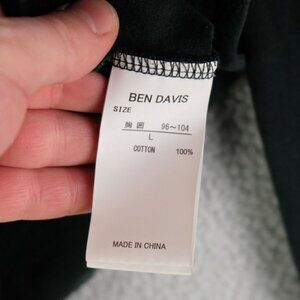 BEN DAVIS
SIZE
胸囲 96～104
L
COTTON 100%
MADE IN CHINA